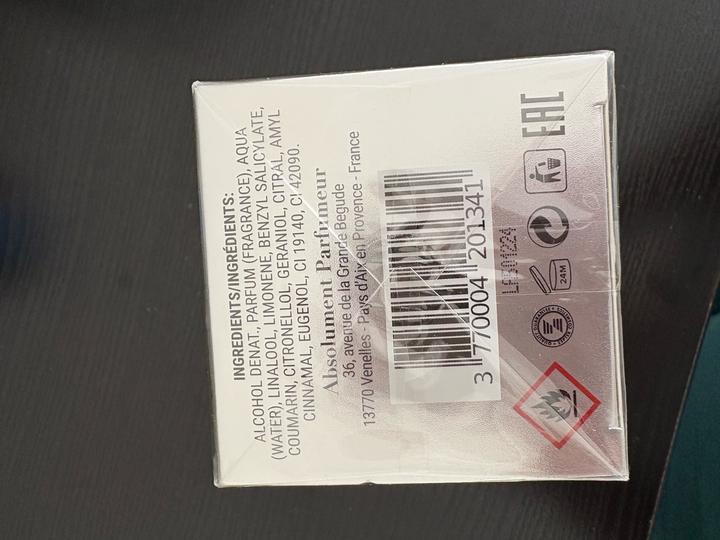 INGREDIENTS/INGRÉDIENTS:
ALCOHOL DENAT., PARFUM (FRAGRANCE), AQUA
(WATER), LINALOOL, LIMONENE, BENZYL SALICYLATE,
COUMARIN, CITRONELLOL, GERANIOL, CITRAL, AMYL
CINNAMAL, EUGENOL, CI 19140, CI 42090.
Absolument Parfumeur
36, avenue de la Grande Begude
13770 Venelles - Pays d'Aix en Provence - France
3 770004 201341
24M
EAC